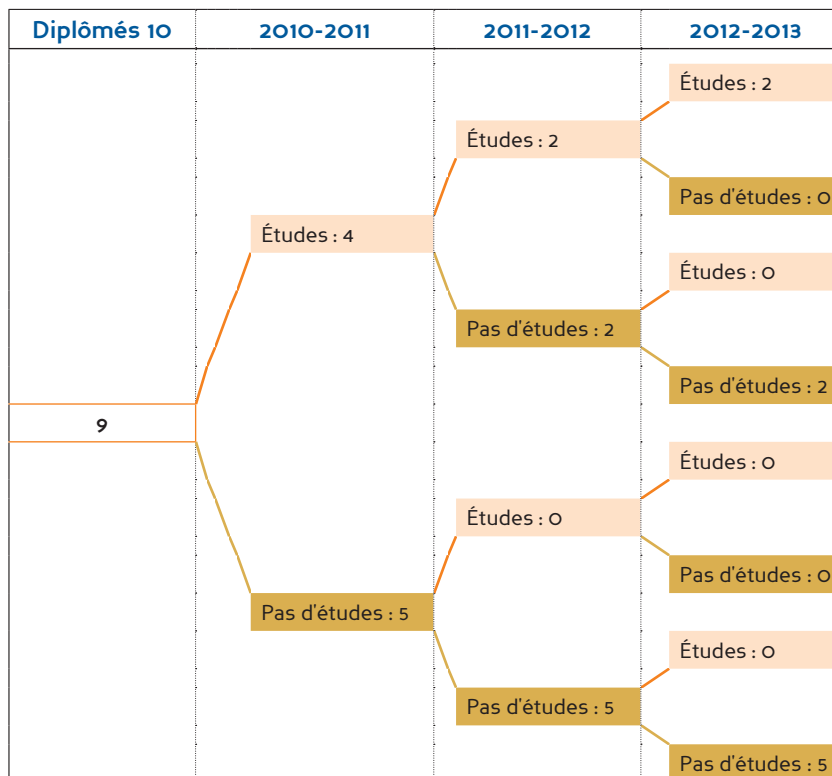 Diplômés 10 2010-2011 2011-2012 2012-2013
Études : 2
Études : 2
Pas d'études : 0
Études : 4
Études : 0
Pas d'études : 2
Pas d'études : 2
9
Études : 0
Études : 0
Pas d'études : 0
Pas d'études : 5
Études : 0
Pas d'études : 5
Pas d'études : 5